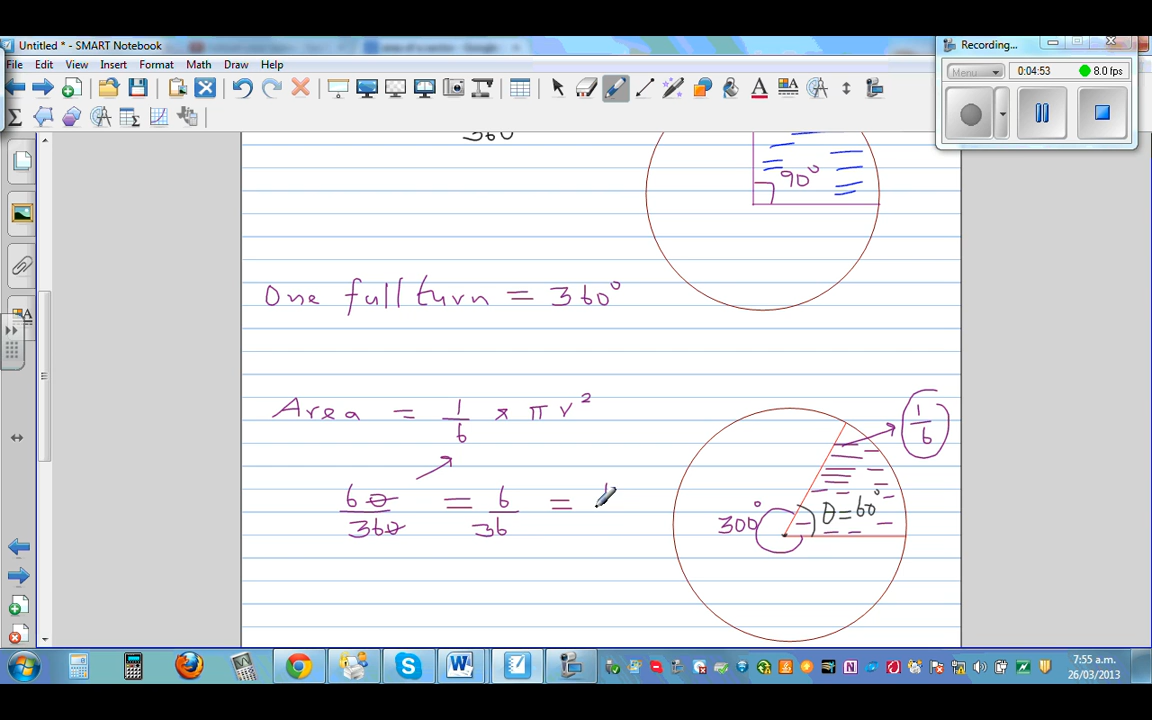 Untitled * - SMART Notebook
Recording...
File Edit View Insert Format Math Draw Help
Menu 0:04:53 8.0 fps
360
90°
One full turn = 360°
Area = 1/6 × π r²
1/6
60/360 = 6/36 =
300° θ=60°
7:55 a.m.
26/03/2013